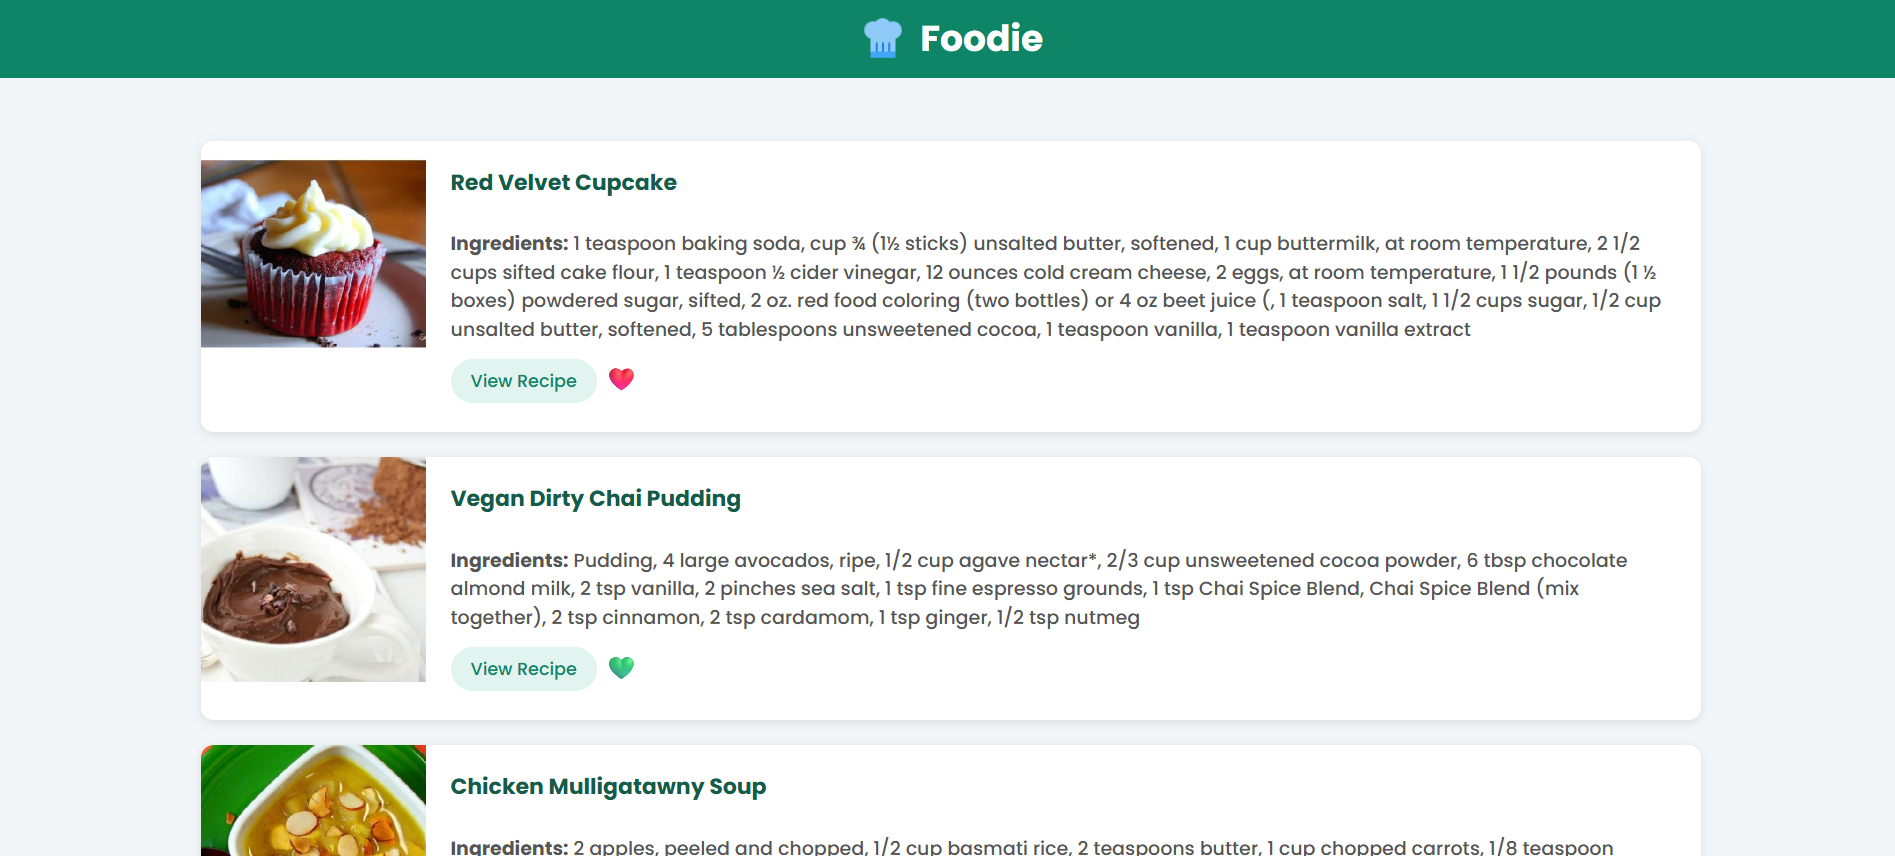 Foodie
Red Velvet Cupcake
Ingredients: 1 teaspoon baking soda, cup ¾ (1½ sticks) unsalted butter, softened, 1 cup buttermilk, at room temperature, 2 1/2
cups sifted cake flour, 1 teaspoon ½ cider vinegar, 12 ounces cold cream cheese, 2 eggs, at room temperature, 1 1/2 pounds (1 ½
boxes) powdered sugar, sifted, 2 oz. red food coloring (two bottles) or 4 oz beet juice (, 1 teaspoon salt, 1 1/2 cups sugar, 1/2 cup
unsalted butter, softened, 5 tablespoons unsweetened cocoa, 1 teaspoon vanilla, 1 teaspoon vanilla extract
View Recipe
Vegan Dirty Chai Pudding
Ingredients: Pudding, 4 large avocados, ripe, 1/2 cup agave nectar*, 2/3 cup unsweetened cocoa powder, 6 tbsp chocolate
almond milk, 2 tsp vanilla, 2 pinches sea salt, 1 tsp fine espresso grounds, 1 tsp Chai Spice Blend, Chai Spice Blend (mix
together), 2 tsp cinnamon, 2 tsp cardamom, 1 tsp ginger, 1/2 tsp nutmeg
View Recipe
Chicken Mulligatawny Soup
Ingredients: 2 apples, peeled and chopped, 1/2 cup basmati rice, 2 teaspoons butter, 1 cup chopped carrots, 1/8 teaspoon